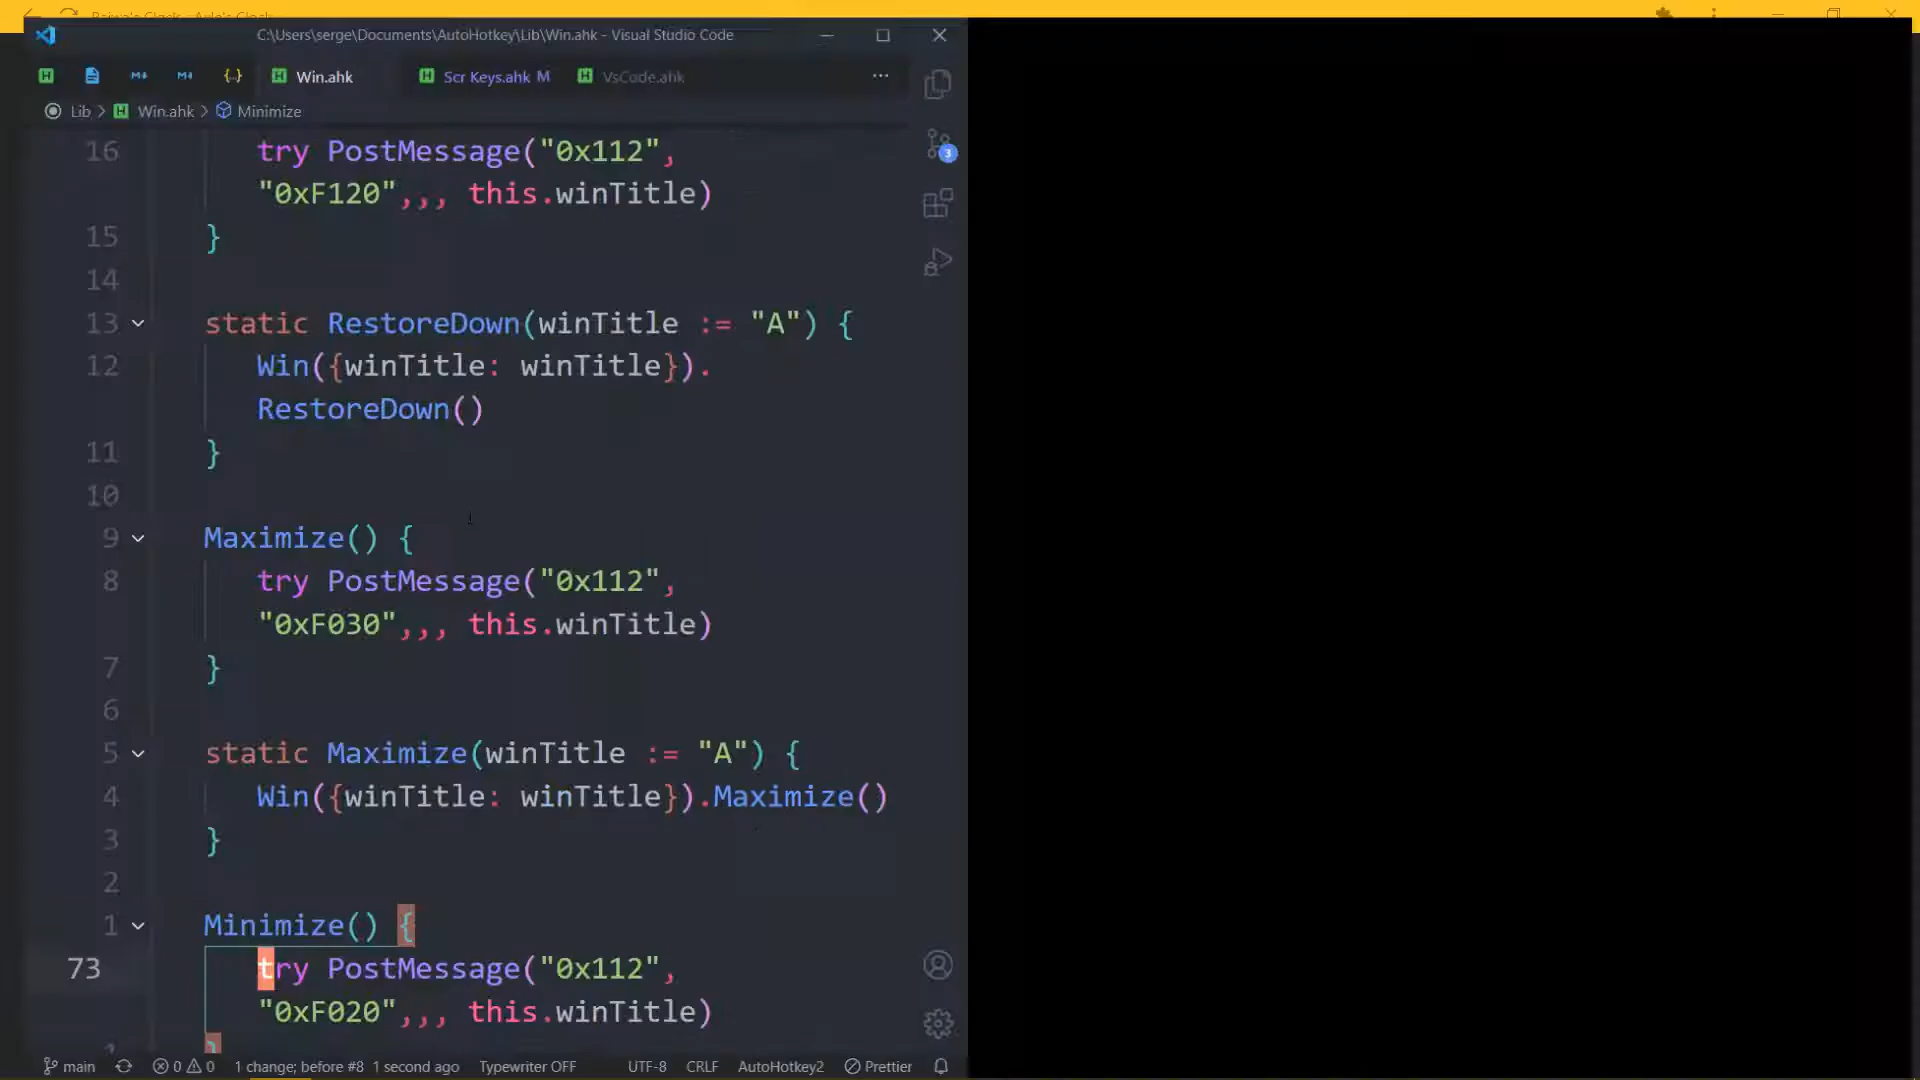 C:\Users\serge\Documents\AutoHotkey\Lib\Win.ahk - Visual Studio Code
Win.ahk Scr Keys.ahk M VsCode.ahk ···
Lib > Win.ahk > Minimize
16 try PostMessage("0x112",
"0xF120",,, this.winTitle)
15 }
14
13 static RestoreDown(winTitle := "A") {
12 Win({winTitle: winTitle}).
RestoreDown()
11 }
10
9 Maximize() {
8 try PostMessage("0x112",
"0xF030",,, this.winTitle)
7 }
6
5 static Maximize(winTitle := "A") {
4 Win({winTitle: winTitle}).Maximize()
3 }
2
1 Minimize() {
73 try PostMessage("0x112",
"0xF020",,, this.winTitle)
}
3
main 0 0 1 change; before #8 1 second ago Typewriter OFF UTF-8 CRLF AutoHotkey2 Prettier